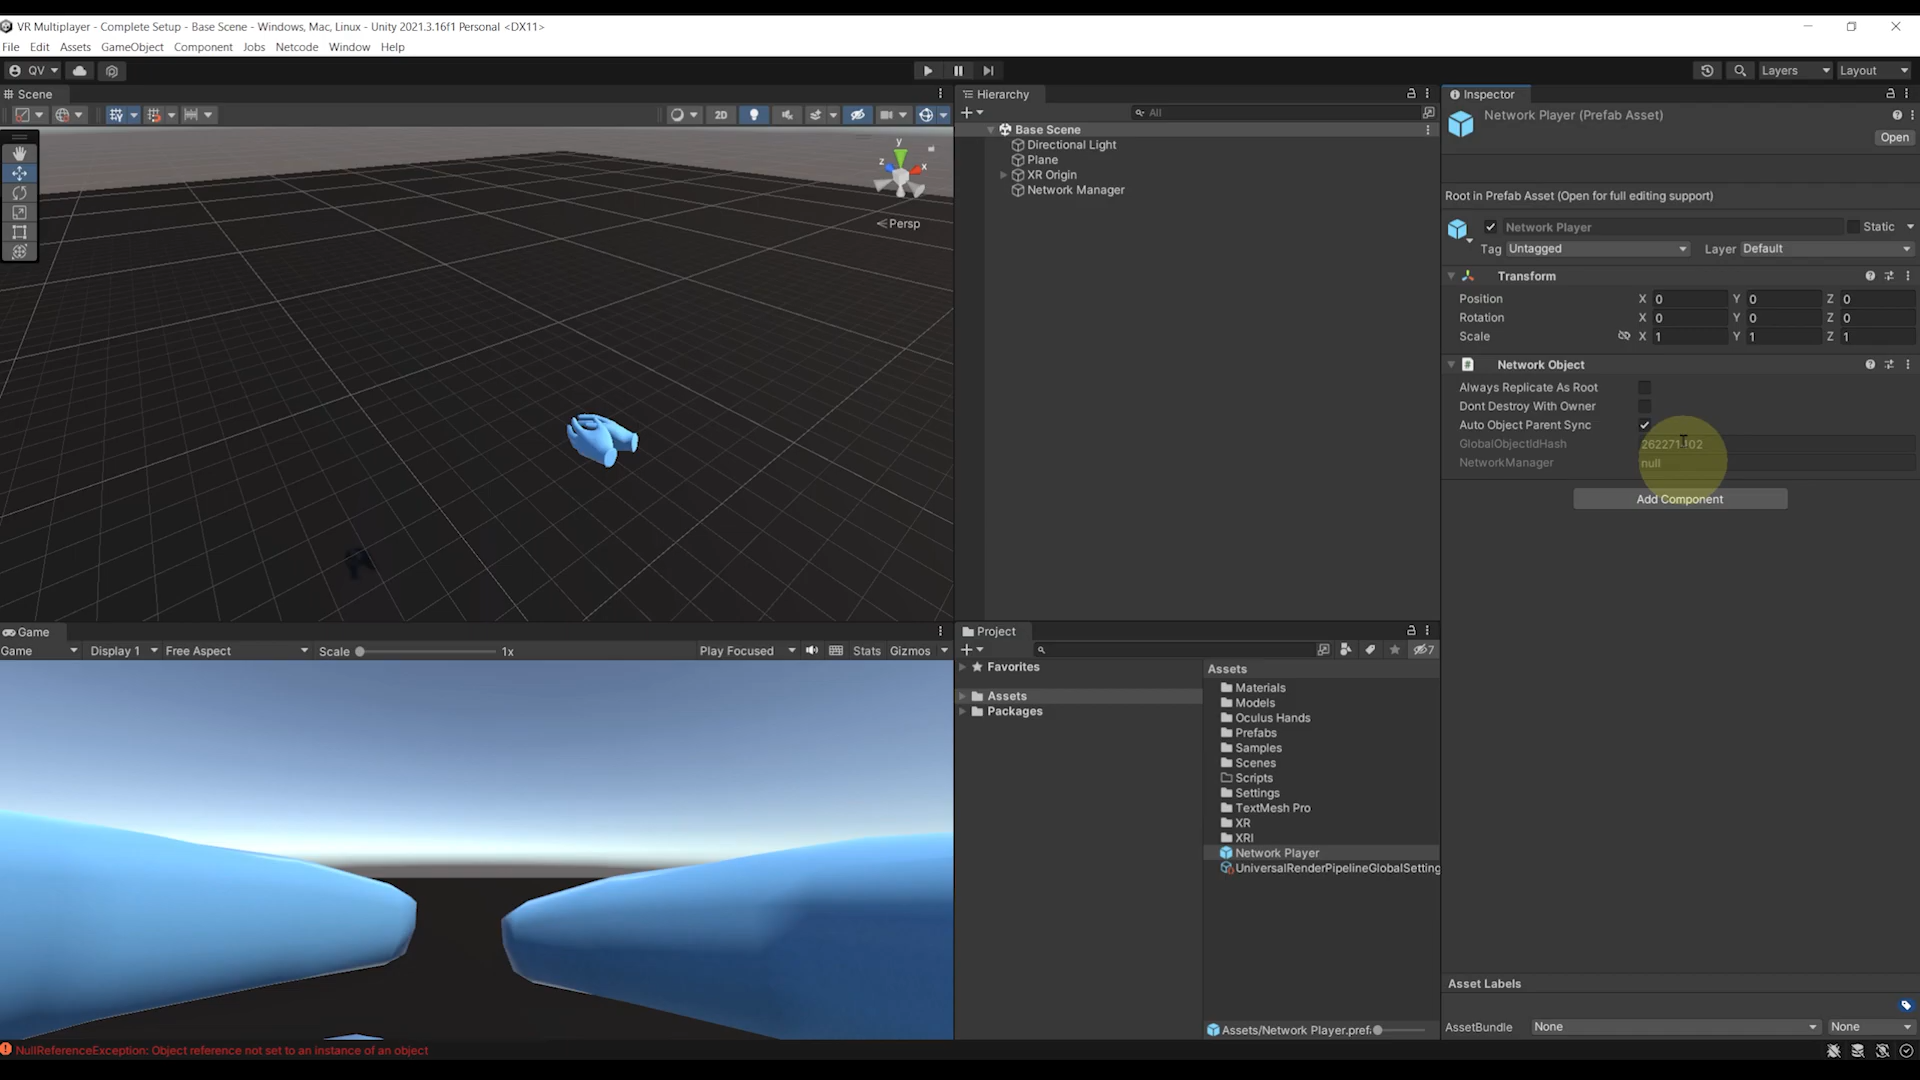 VR Multiplayer - Complete Setup - Base Scene - Windows, Mac, Linux - Unity 2021.3.16f1 Personal <DX11>
File Edit Assets GameObject Component Jobs Netcode Window Help
QV
Layers
Layout
Scene
2D
y
x
z
Persp
Hierarchy
All
Base Scene
Directional Light
Plane
XR Origin
Network Manager
Inspector
Network Player (Prefab Asset)
Open
Root in Prefab Asset (Open for full editing support)
Network Player
Static
Tag Untagged Layer Default
Transform
Position X 0 Y 0 Z 0
Rotation X 0 Y 0 Z 0
Scale X 1 Y 1 Z 1
Network Object
Always Replicate As Root
Dont Destroy With Owner
Auto Object Parent Sync
GlobalObjectIdHash
NetworkManager null
Add Component
Game
Game Display 1 Free Aspect Scale 1x Play Focused Stats Gizmos
Project
7
Favorites
Assets
Packages
Assets
Materials
Models
Oculus Hands
Prefabs
Samples
Scenes
Scripts
Settings
TextMesh Pro
XR
XRI
Network Player
UniversalRenderPipelineGlobalSetting
Assets/Network Player.pref
Asset Labels
AssetBundle None None
NullReferenceException: Object reference not set to an instance of an object